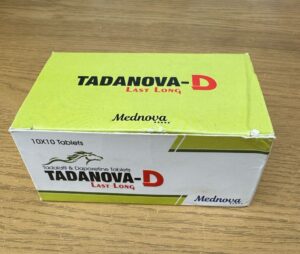 TADANOVA-D
LAST LONG
Mednova
10X10 Tablets
Tadalafil & Dapoxetine Tablets
TADANOVA-D
LAST LONG
Mednova